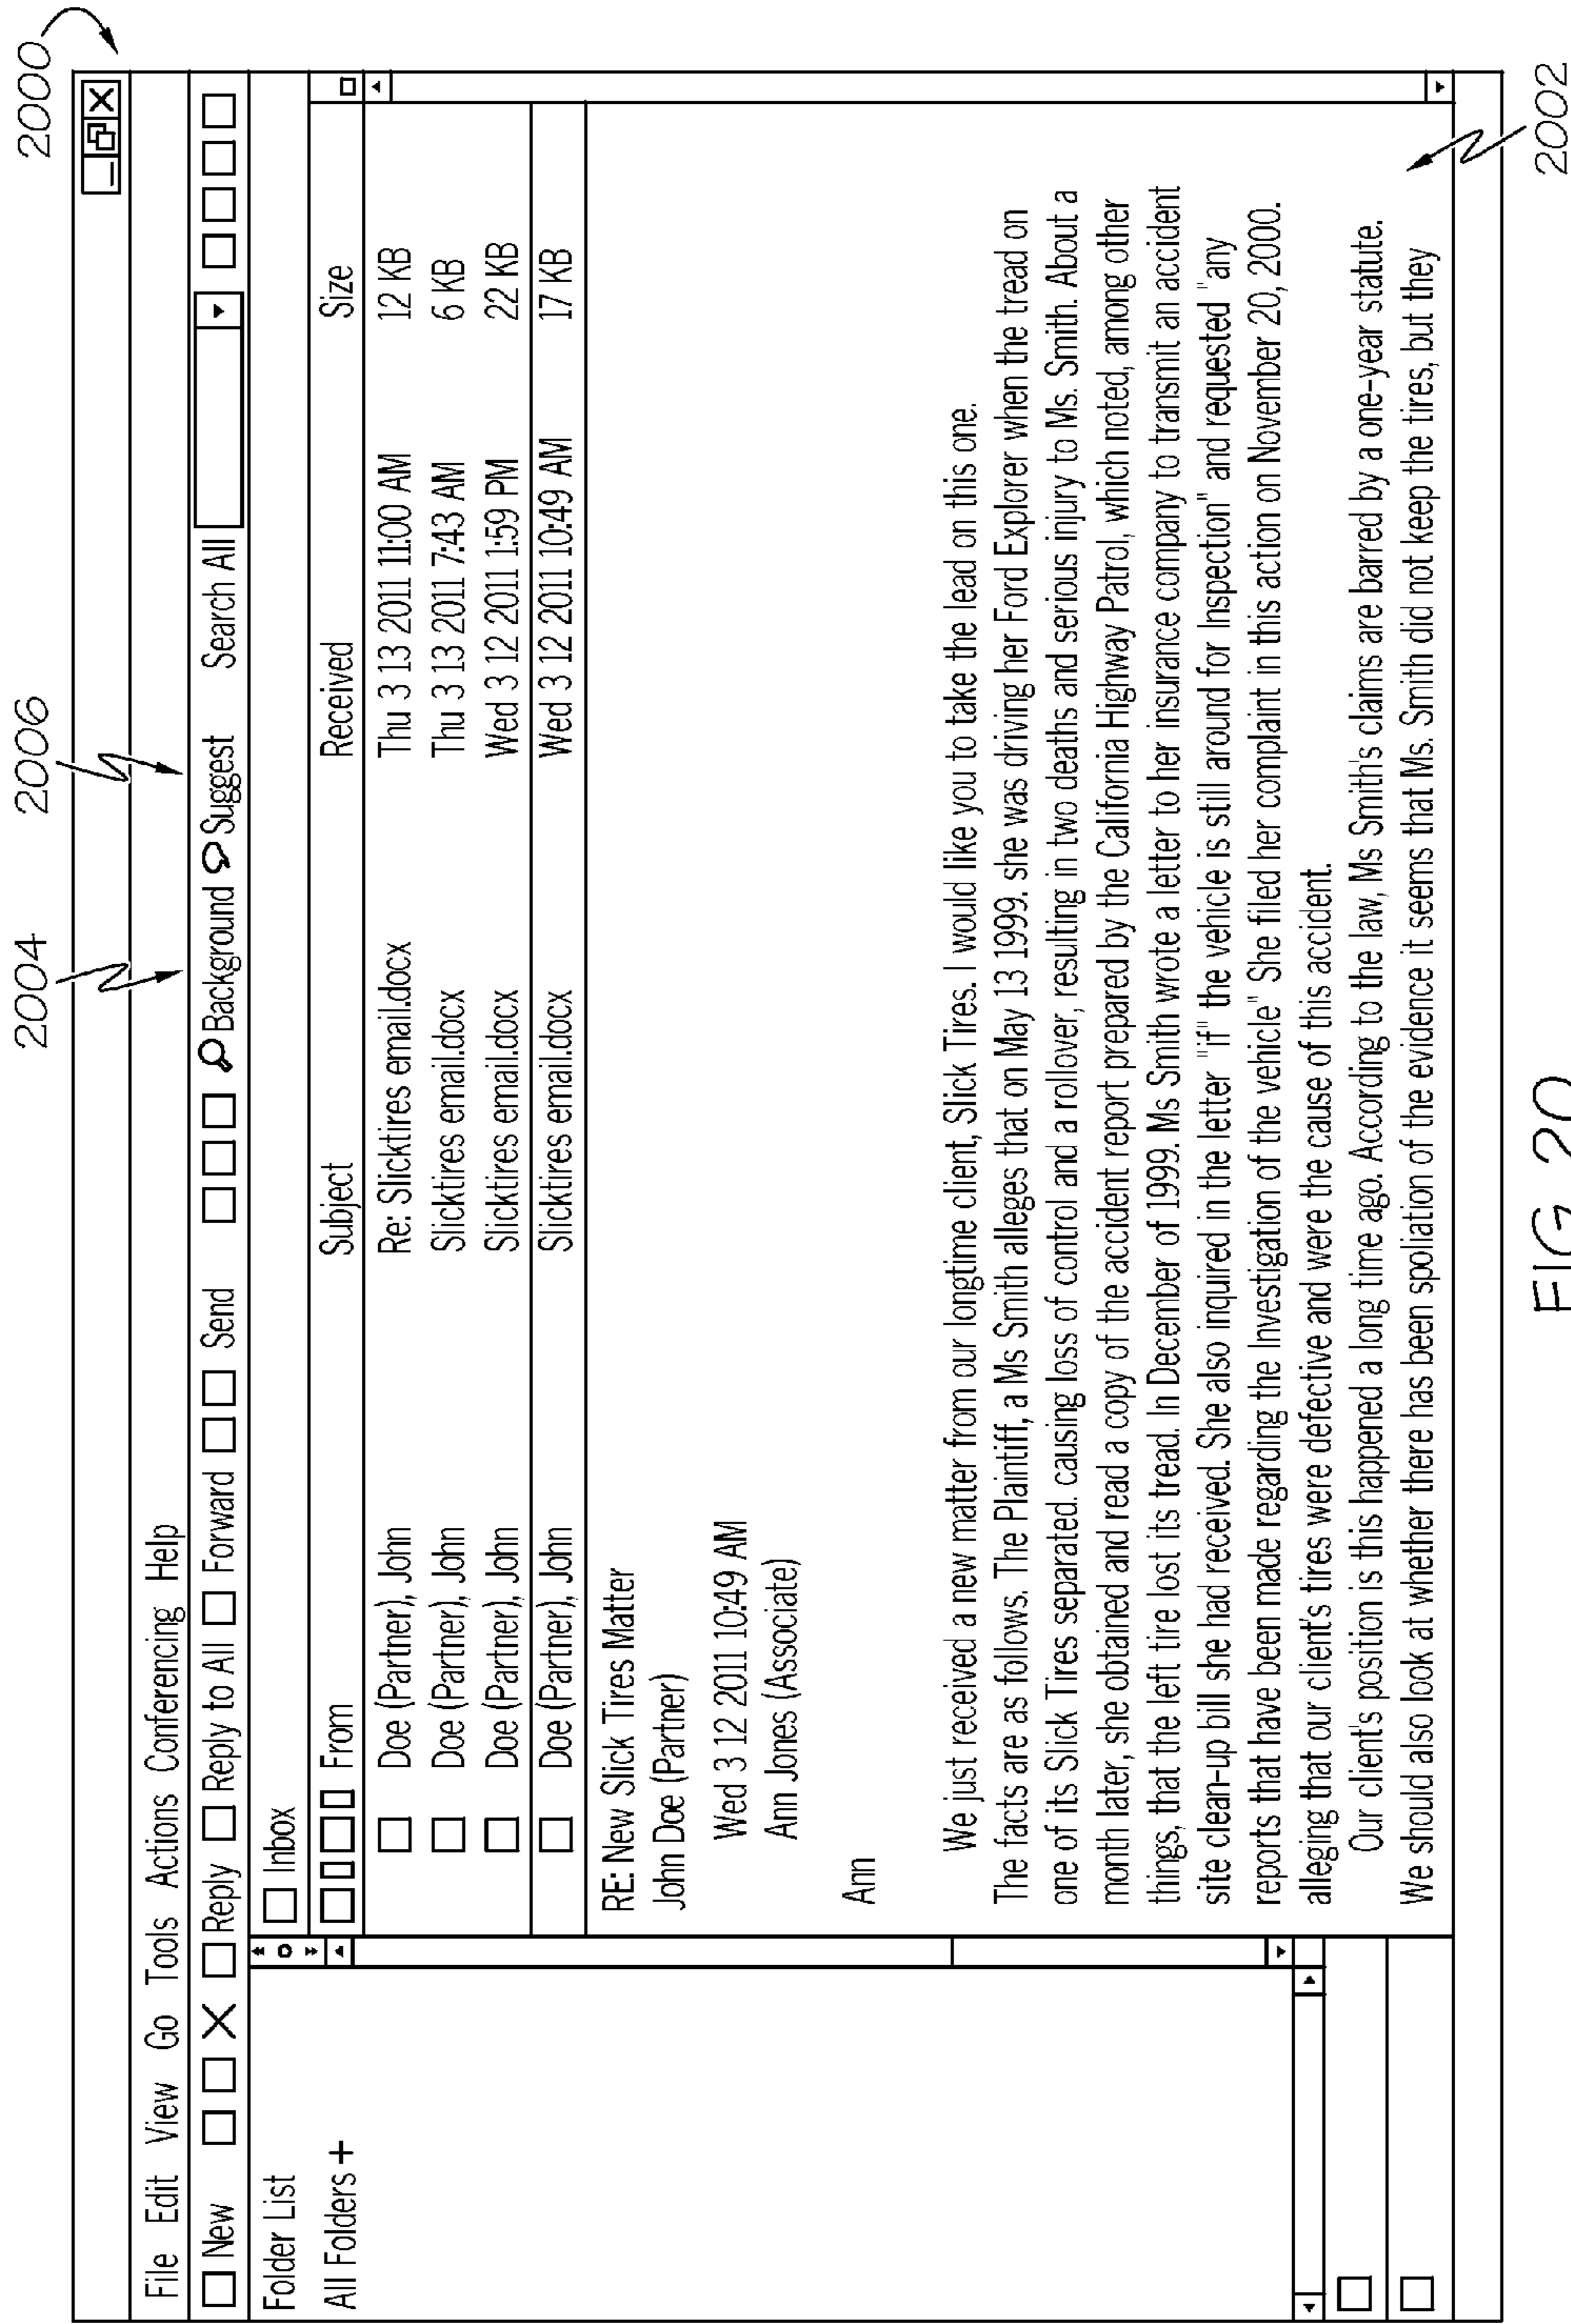 2000
2004
2006
File Edit View Go Tools Actions Conferencing Help
New Reply Reply to All Forward Send Background Suggest Search All
Folder List Inbox
All Folders + From Subject Received Size
Doe (Partner), John Re: Slicktires email.docx Thu 3 13 2011 11:00 AM 12 KB
Doe (Partner), John Slicktires email.docx Thu 3 13 2011 7:43 AM 6 KB
Doe (Partner), John Slicktires email.docx Wed 3 12 2011 1:59 PM 22 KB
Doe (Partner), John Slicktires email.docx Wed 3 12 2011 10:49 AM 17 KB
RE: New Slick Tires Matter
John Doe (Partner)
Wed 3 12 2011 10:49 AM
Ann Jones (Associate)
Ann
We just received a new matter from our longtime client, Slick Tires. I would like you to take the lead on this one.
The facts are as follows. The Plaintiff, a Ms Smith alleges that on May 13 1999. she was driving her Ford Explorer when the tread on
one of its Slick Tires separated. causing loss of control and a rollover, resulting in two deaths and serious injury to Ms. Smith. About a
month later, she obtained and read a copy of the accident report prepared by the California Highway Patrol, which noted, among other
things, that the left tire lost its tread. In December of 1999. Ms Smith wrote a letter to her insurance company to transmit an accident
site clean-up bill she had received. She also inquired in the letter "if" the vehicle is still around for Inspection" and requested "any
reports that have been made regarding the Investigation of the vehicle" She filed her complaint in this action on November 20, 2000.
alleging that our client's tires were defective and were the cause of this accident.
Our client's position is this happened a long time ago. According to the law, Ms Smith's claims are barred by a one-year statute.
We should also look at whether there has been spoliation of the evidence it seems that Ms. Smith did not keep the tires, but they
2002
FIG 20